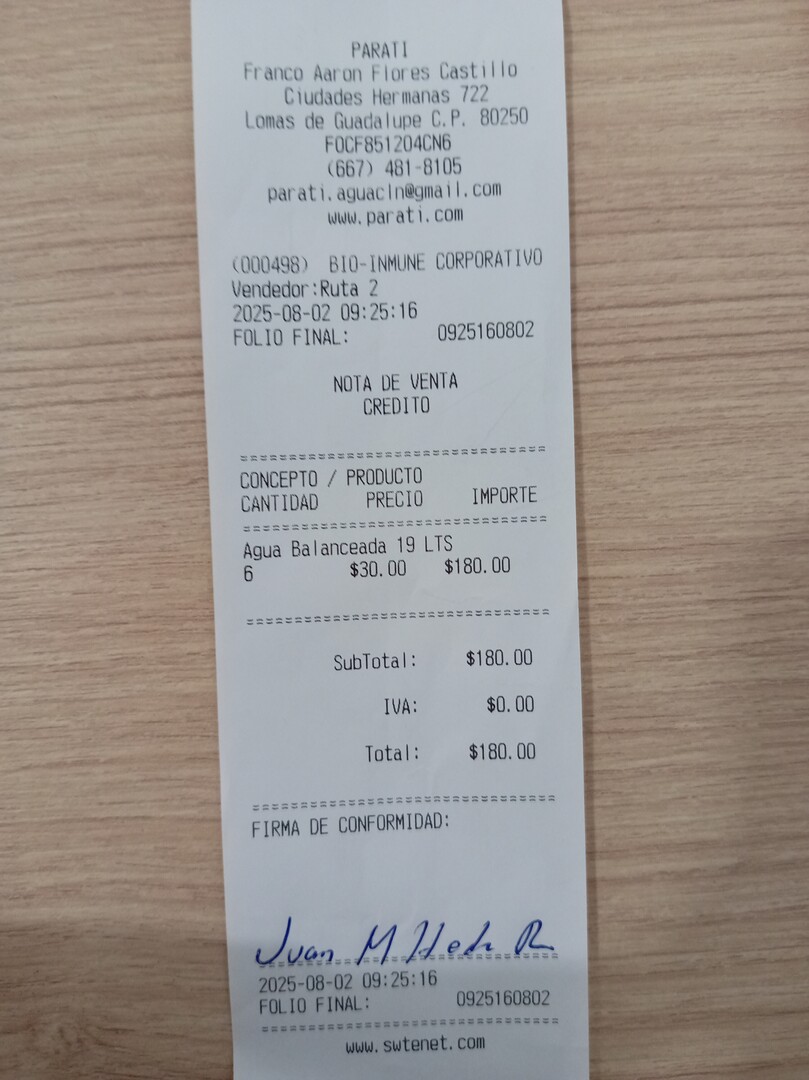 PARATI
Franco Aaron Flores Castillo
Ciudades Hermanas 722
Lomas de Guadalupe C.P. 80250
FOCF851204CN6
(667) 481-8105
parati.aguacln@gmail.com
www.parati.com
(000498) BIO-INMUNE CORPORATIVO
Vendedor:Ruta 2
2025-08-02 09:25:16
FOLIO FINAL: 0925160802
NOTA DE VENTA
CREDITO
================================
CONCEPTO / PRODUCTO
CANTIDAD PRECIO IMPORTE
================================
Agua Balanceada 19 LTS
6 $30.00 $180.00
================================
SubTotal: $180.00
IVA: $0.00
Total: $180.00
================================
FIRMA DE CONFORMIDAD:
Juan M
================================
2025-08-02 09:25:16
FOLIO FINAL: 0925160802
================================
www.swtenet.com